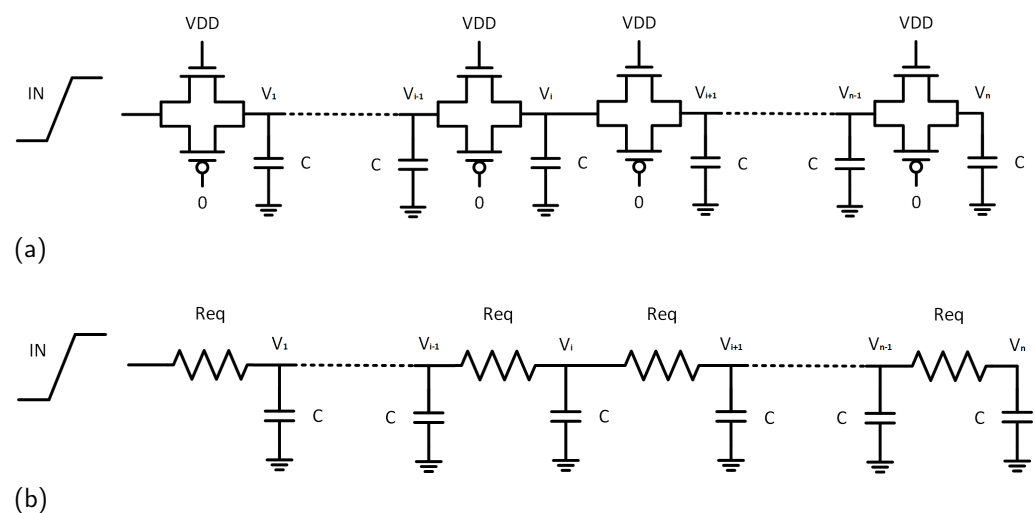 VDD VDD VDD VDD
IN V₁ Vᵢ₋₁ Vᵢ Vᵢ₊₁ Vₙ₋₁ Vₙ
C C C C C C
0 0 0 0
(a)
Req Req Req Req
IN V₁ Vᵢ₋₁ Vᵢ Vᵢ₊₁ Vₙ₋₁ Vₙ
C C C C C C
(b)